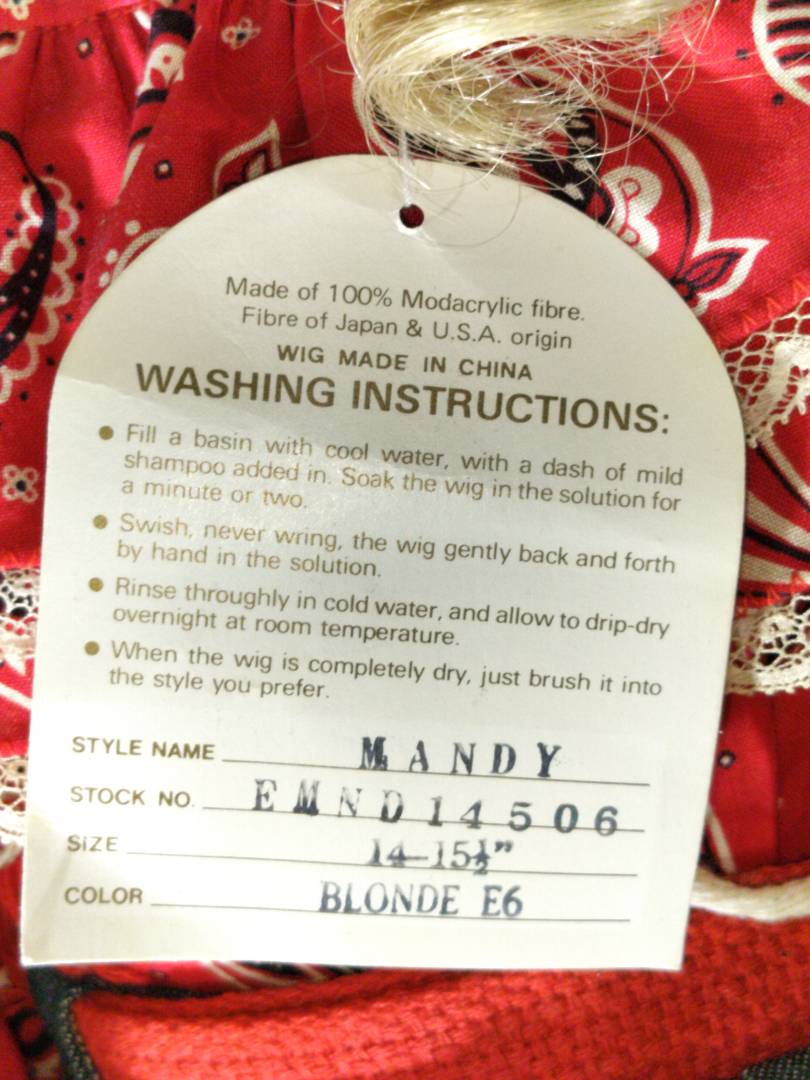 Made of 100% Modacrylic fibre.
Fibre of Japan & U.S.A. origin
WIG MADE IN CHINA
WASHING INSTRUCTIONS:
● Fill a basin with cool water, with a dash of mild
shampoo added in. Soak the wig in the solution for
a minute or two.
● Swish, never wring, the wig gently back and forth
by hand in the solution.
● Rinse throughly in cold water, and allow to drip-dry
overnight at room temperature.
● When the wig is completely dry, just brush it into
the style you prefer.
STYLE NAME MANDY
STOCK NO. EMND14506
SIZE 14-15½"
COLOR BLONDE E6